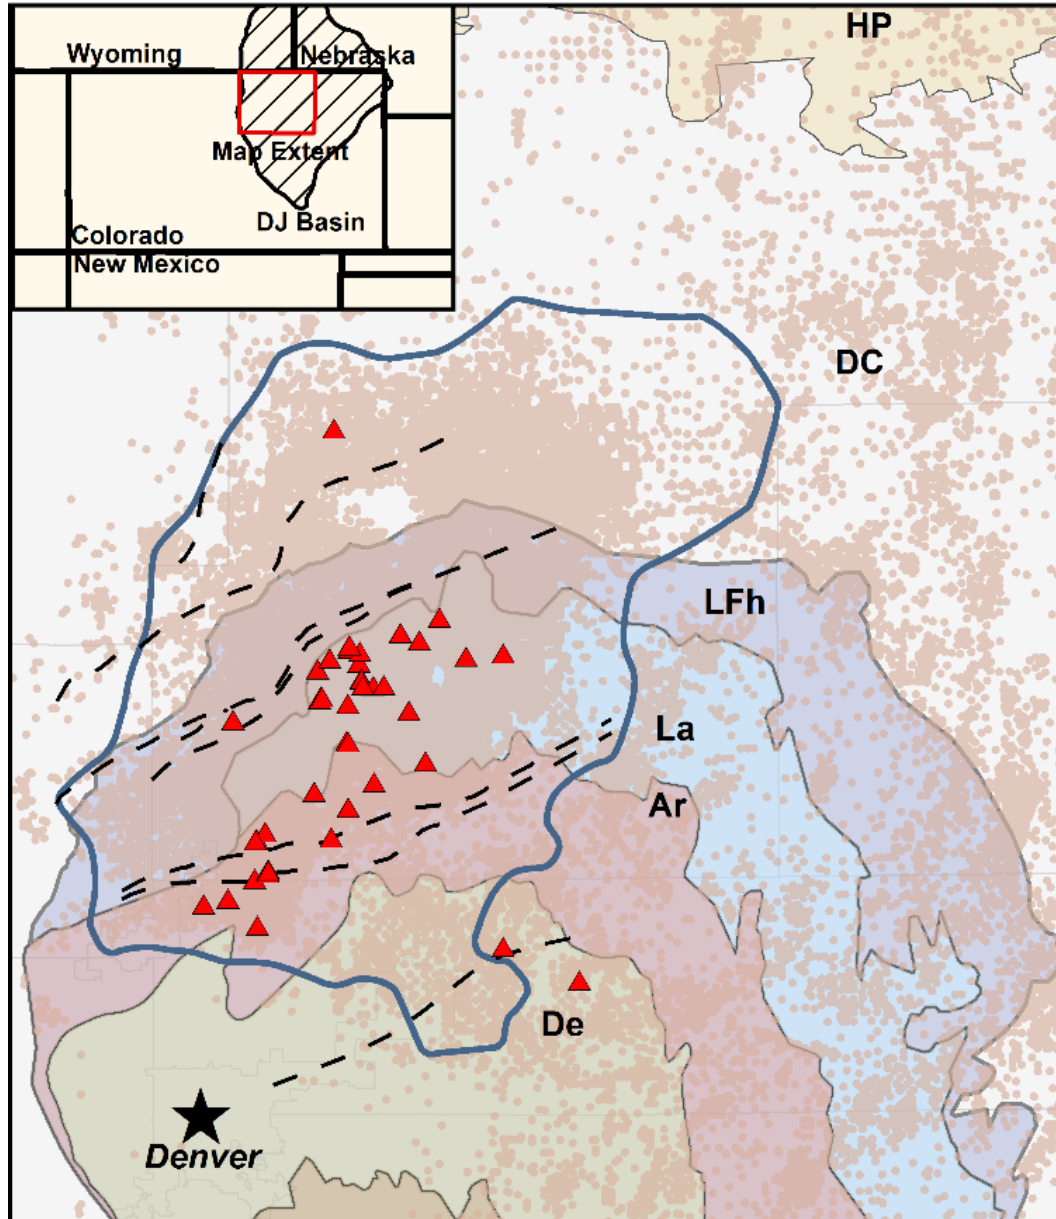 HP
Wyoming
Nebraska
Map Extent
DJ Basin
Colorado
New Mexico
DC
LFh
La
Ar
De
Denver